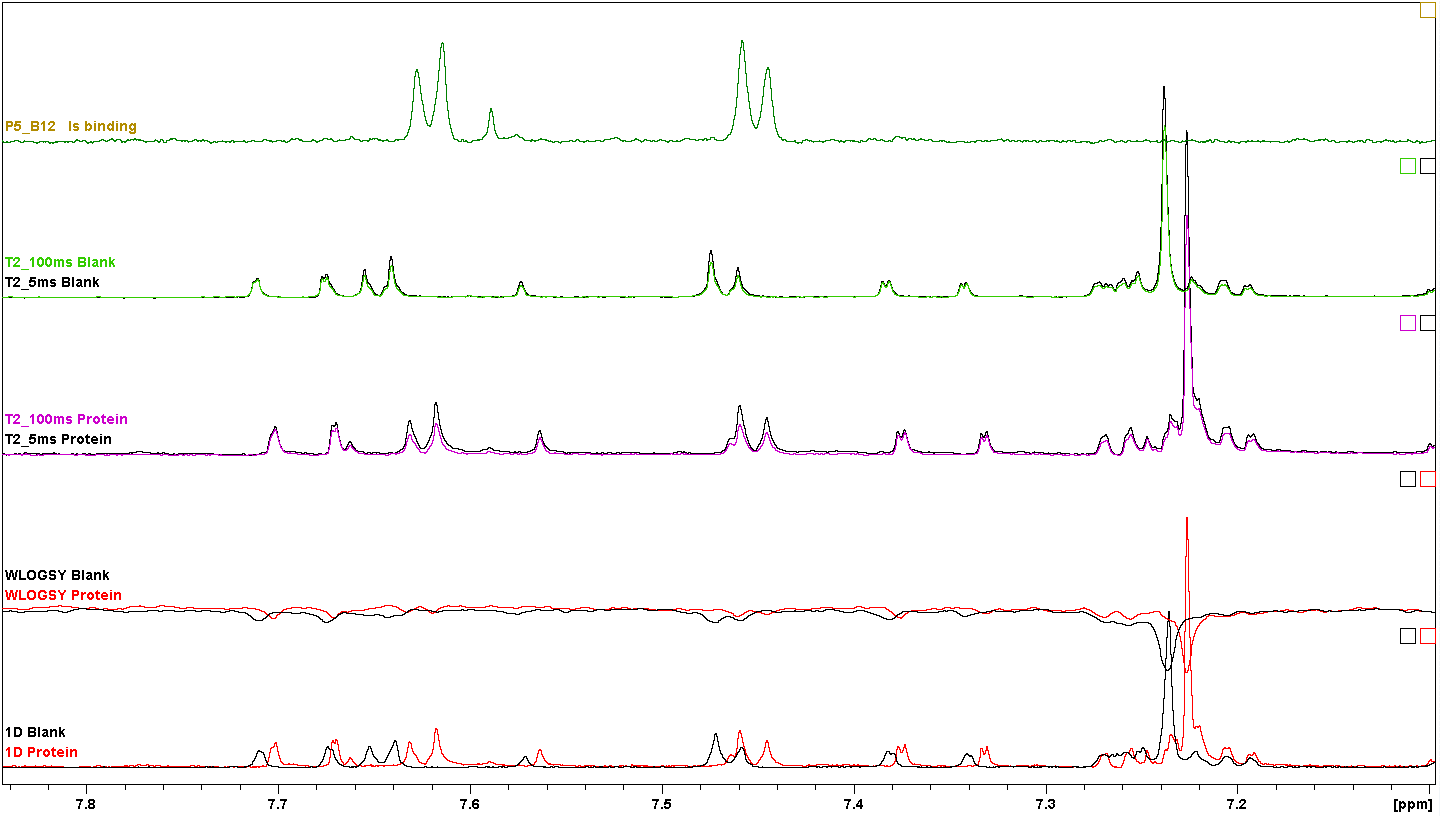 P5_B12 Is binding
T2_100ms Blank
T2_5ms Blank
T2_100ms Protein
T2_5ms Protein
WLOGSY Blank
WLOGSY Protein
1D Blank
1D Protein
7.8 7.7 7.6 7.5 7.4 7.3 7.2 [ppm]